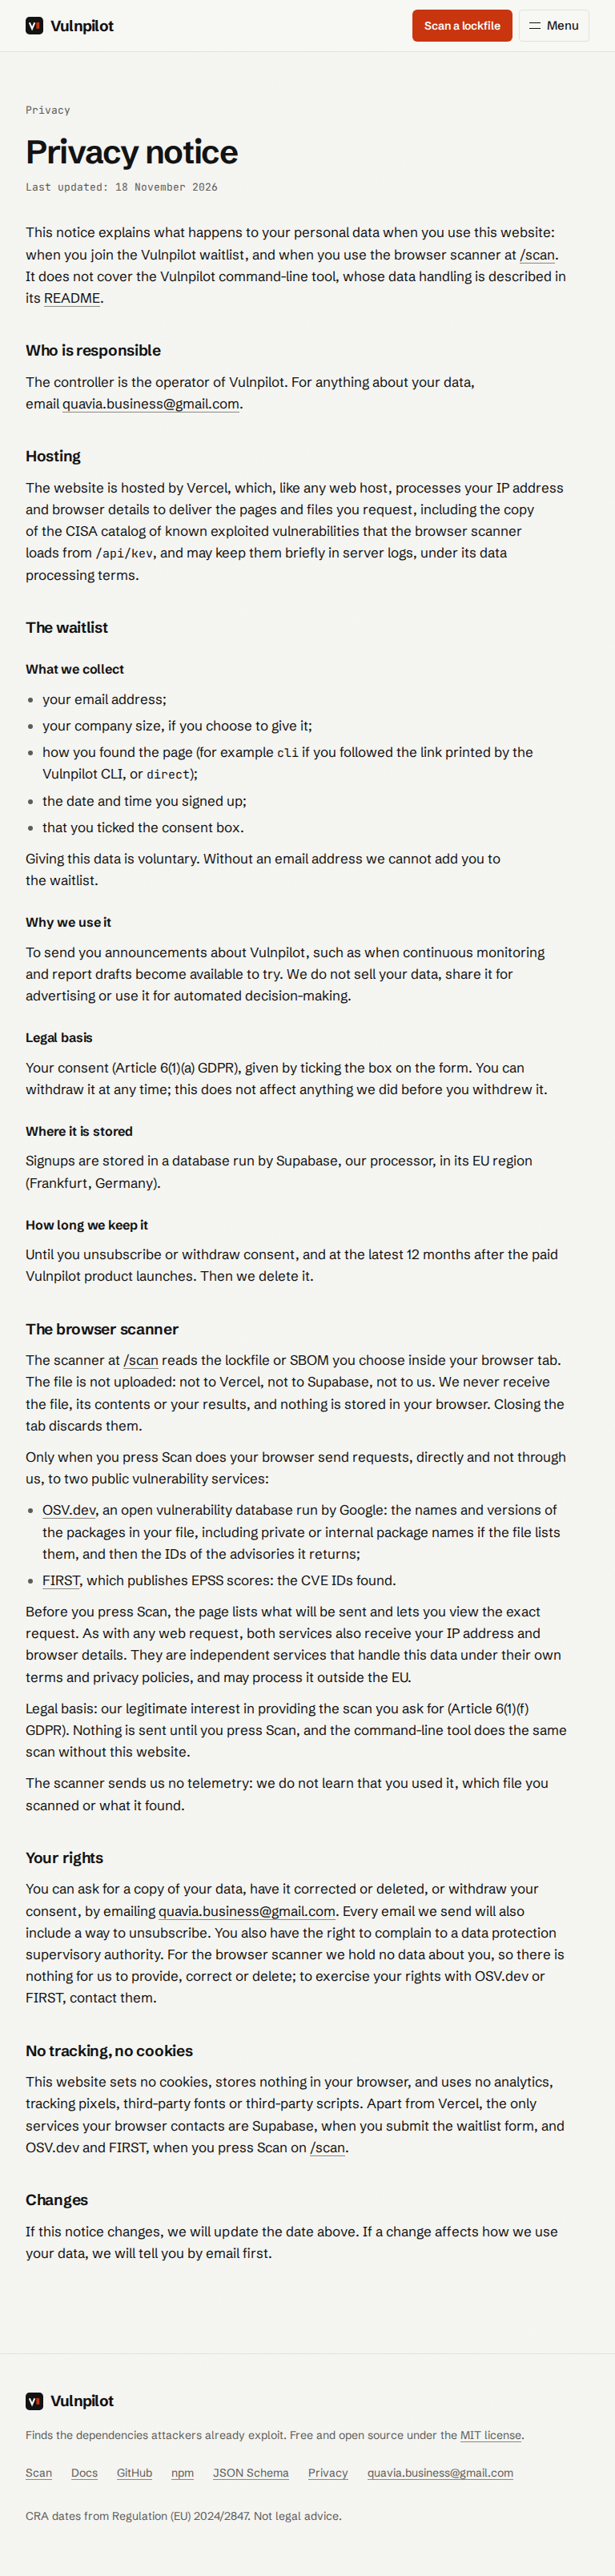 Vulnpilot
Scan a lockfile
Menu
Privacy
Privacy notice
Last updated: 18 November 2026
This notice explains what happens to your personal data when you use this website:
when you join the Vulnpilot waitlist, and when you use the browser scanner at /scan.
It does not cover the Vulnpilot command-line tool, whose data handling is described in
its README.
Who is responsible
The controller is the operator of Vulnpilot. For anything about your data,
email quavia.business@gmail.com.
Hosting
The website is hosted by Vercel, which, like any web host, processes your IP address
and browser details to deliver the pages and files you request, including the copy
of the CISA catalog of known exploited vulnerabilities that the browser scanner
loads from /api/kev, and may keep them briefly in server logs, under its data
processing terms.
The waitlist
What we collect
• your email address;
• your company size, if you choose to give it;
• how you found the page (for example cli if you followed the link printed by the
Vulnpilot CLI, or direct);
• the date and time you signed up;
• that you ticked the consent box.
Giving this data is voluntary. Without an email address we cannot add you to
the waitlist.
Why we use it
To send you announcements about Vulnpilot, such as when continuous monitoring
and report drafts become available to try. We do not sell your data, share it for
advertising or use it for automated decision-making.
Legal basis
Your consent (Article 6(1)(a) GDPR), given by ticking the box on the form. You can
withdraw it at any time; this does not affect anything we did before you withdrew it.
Where it is stored
Signups are stored in a database run by Supabase, our processor, in its EU region
(Frankfurt, Germany).
How long we keep it
Until you unsubscribe or withdraw consent, and at the latest 12 months after the paid
Vulnpilot product launches. Then we delete it.
The browser scanner
The scanner at /scan reads the lockfile or SBOM you choose inside your browser tab.
The file is not uploaded: not to Vercel, not to Supabase, not to us. We never receive
the file, its contents or your results, and nothing is stored in your browser. Closing the
tab discards them.
Only when you press Scan does your browser send requests, directly and not through
us, to two public vulnerability services:
• OSV.dev, an open vulnerability database run by Google: the names and versions of
the packages in your file, including private or internal package names if the file lists
them, and then the IDs of the advisories it returns;
• FIRST, which publishes EPSS scores: the CVE IDs found.
Before you press Scan, the page lists what will be sent and lets you view the exact
request. As with any web request, both services also receive your IP address and
browser details. They are independent services that handle this data under their own
terms and privacy policies, and may process it outside the EU.
Legal basis: our legitimate interest in providing the scan you ask for (Article 6(1)(f)
GDPR). Nothing is sent until you press Scan, and the command-line tool does the same
scan without this website.
The scanner sends us no telemetry: we do not learn that you used it, which file you
scanned or what it found.
Your rights
You can ask for a copy of your data, have it corrected or deleted, or withdraw your
consent, by emailing quavia.business@gmail.com. Every email we send will also
include a way to unsubscribe. You also have the right to complain to a data protection
supervisory authority. For the browser scanner we hold no data about you, so there is
nothing for us to provide, correct or delete; to exercise your rights with OSV.dev or
FIRST, contact them.
No tracking, no cookies
This website sets no cookies, stores nothing in your browser, and uses no analytics,
tracking pixels, third-party fonts or third-party scripts. Apart from Vercel, the only
services your browser contacts are Supabase, when you submit the waitlist form, and
OSV.dev and FIRST, when you press Scan on /scan.
Changes
If this notice changes, we will update the date above. If a change affects how we use
your data, we will tell you by email first.
Vulnpilot
Finds the dependencies attackers already exploit. Free and open source under the MIT license.
Scan Docs GitHub npm JSON Schema Privacy quavia.business@gmail.com
CRA dates from Regulation (EU) 2024/2847. Not legal advice.